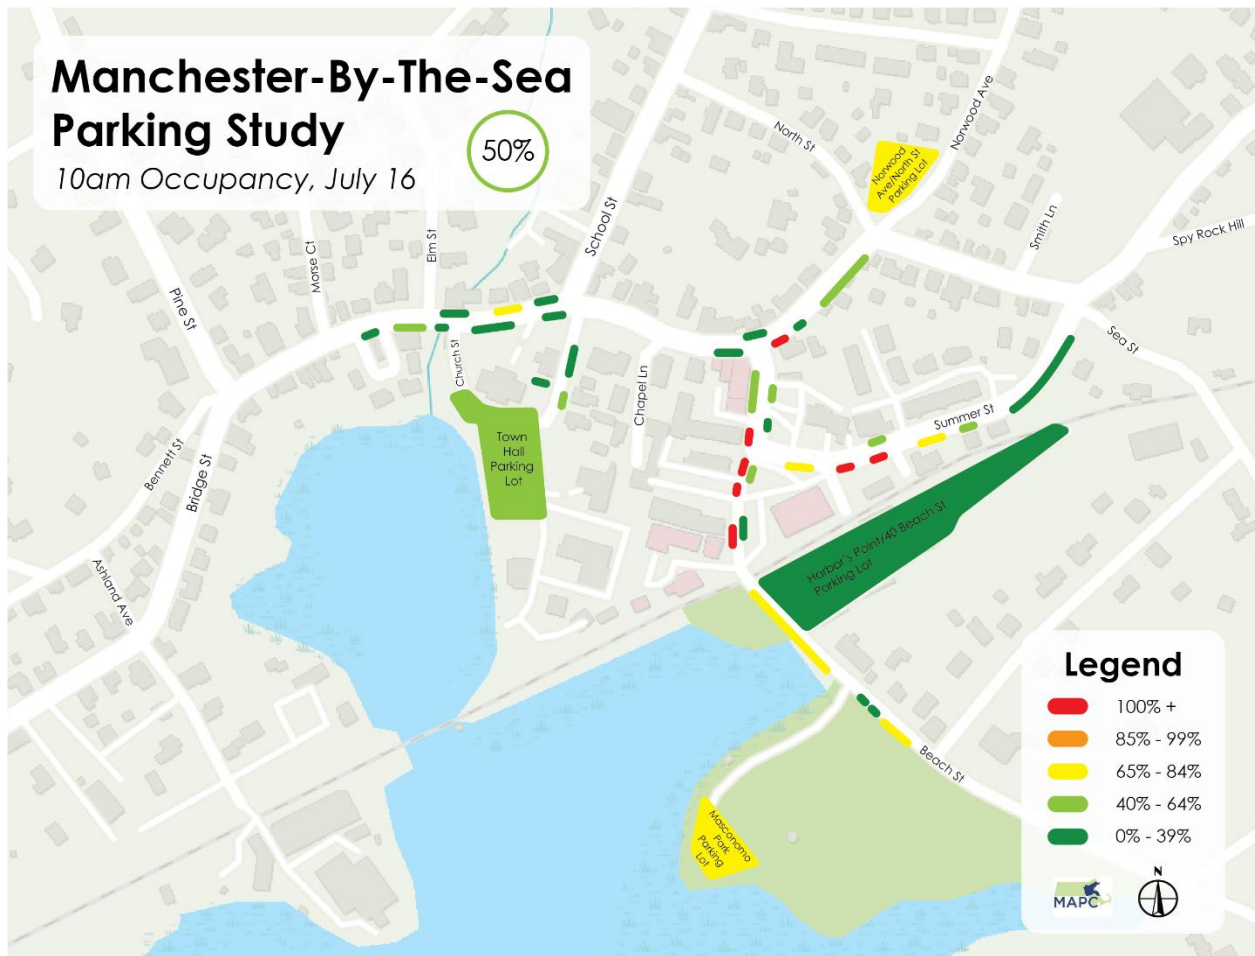 Manchester-By-The-Sea
Parking Study
10am Occupancy, July 16
50%
North St
Norwood Ave
Norwood
Ave/North St
Parking Lot
School St
Smith Ln
Spy Rock Hill
Elm St
Morse Ct
Pine St
Sea St
Church St
Chapel Ln
Summer St
Town
Hall
Parking
Lot
Bennett St
Bridge St
Harbor's Point/40 Beach St
Parking Lot
Ashland Ave
Beach St
Masconomo
Park
Parking
Lot
Legend
100% +
85% - 99%
65% - 84%
40% - 64%
0% - 39%
MAPC
N